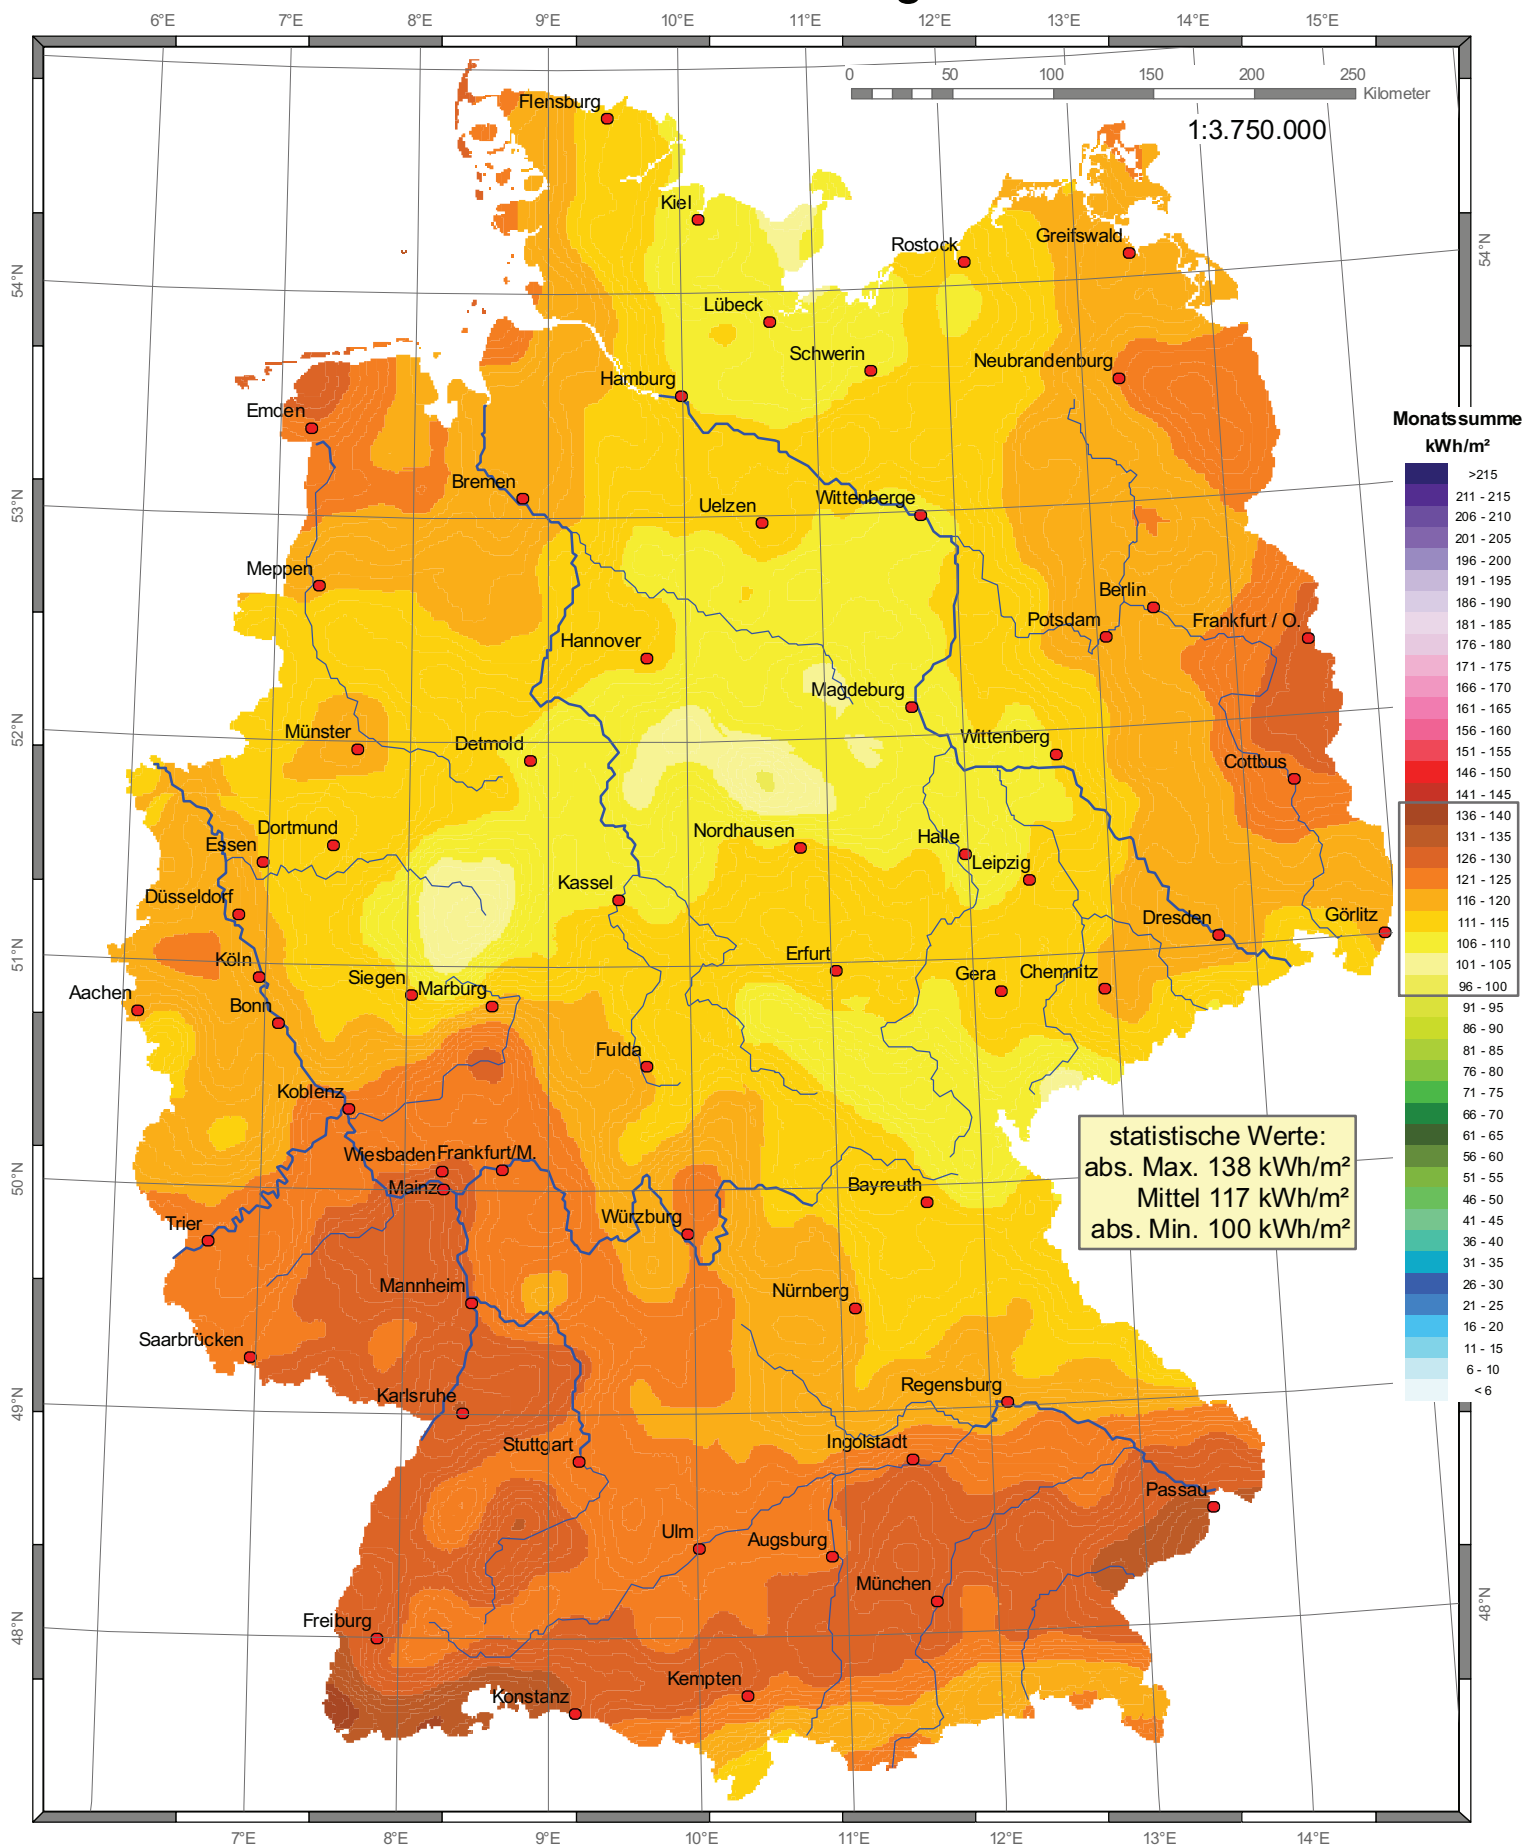 6°E 7°E 8°E 9°E 10°E 11°E 12°E 13°E 14°E 15°E
0 50 100 150 200 250
Kilometer
1:3.750.000
Flensburg
Kiel
Rostock
Greifswald
54°N
54°N
Lübeck
Schwerin
Neubrandenburg
Hamburg
Emden
Bremen
Uelzen
Wittenberge
53°N
Meppen
Berlin
Potsdam
Frankfurt / O.
Hannover
Magdeburg
52°N
Münster
Detmold
Wittenberg
Cottbus
Dortmund
Essen
Nordhausen
Halle
Leipzig
Kassel
Düsseldorf
Dresden
Görlitz
51°N
Köln
Erfurt
Siegen
Marburg
Gera
Chemnitz
Aachen
Bonn
Fulda
Koblenz
Wiesbaden
Frankfurt/M.
50°N
Mainz
Bayreuth
Trier
Würzburg
Mannheim
Nürnberg
Saarbrücken
49°N
Karlsruhe
Regensburg
Stuttgart
Ingolstadt
Passau
Ulm
Augsburg
München
48°N
48°N
Freiburg
Kempten
Konstanz
7°E 8°E 9°E 10°E 11°E 12°E 13°E 14°E
Monatssumme
kWh/m²
>215
211 - 215
206 - 210
201 - 205
196 - 200
191 - 195
186 - 190
181 - 185
176 - 180
171 - 175
166 - 170
161 - 165
156 - 160
151 - 155
146 - 150
141 - 145
136 - 140
131 - 135
126 - 130
121 - 125
116 - 120
111 - 115
106 - 110
101 - 105
96 - 100
91 - 95
86 - 90
81 - 85
76 - 80
71 - 75
66 - 70
61 - 65
56 - 60
51 - 55
46 - 50
41 - 45
36 - 40
31 - 35
26 - 30
21 - 25
16 - 20
11 - 15
6 - 10
< 6
statistische Werte:
abs. Max. 138 kWh/m²
Mittel 117 kWh/m²
abs. Min. 100 kWh/m²